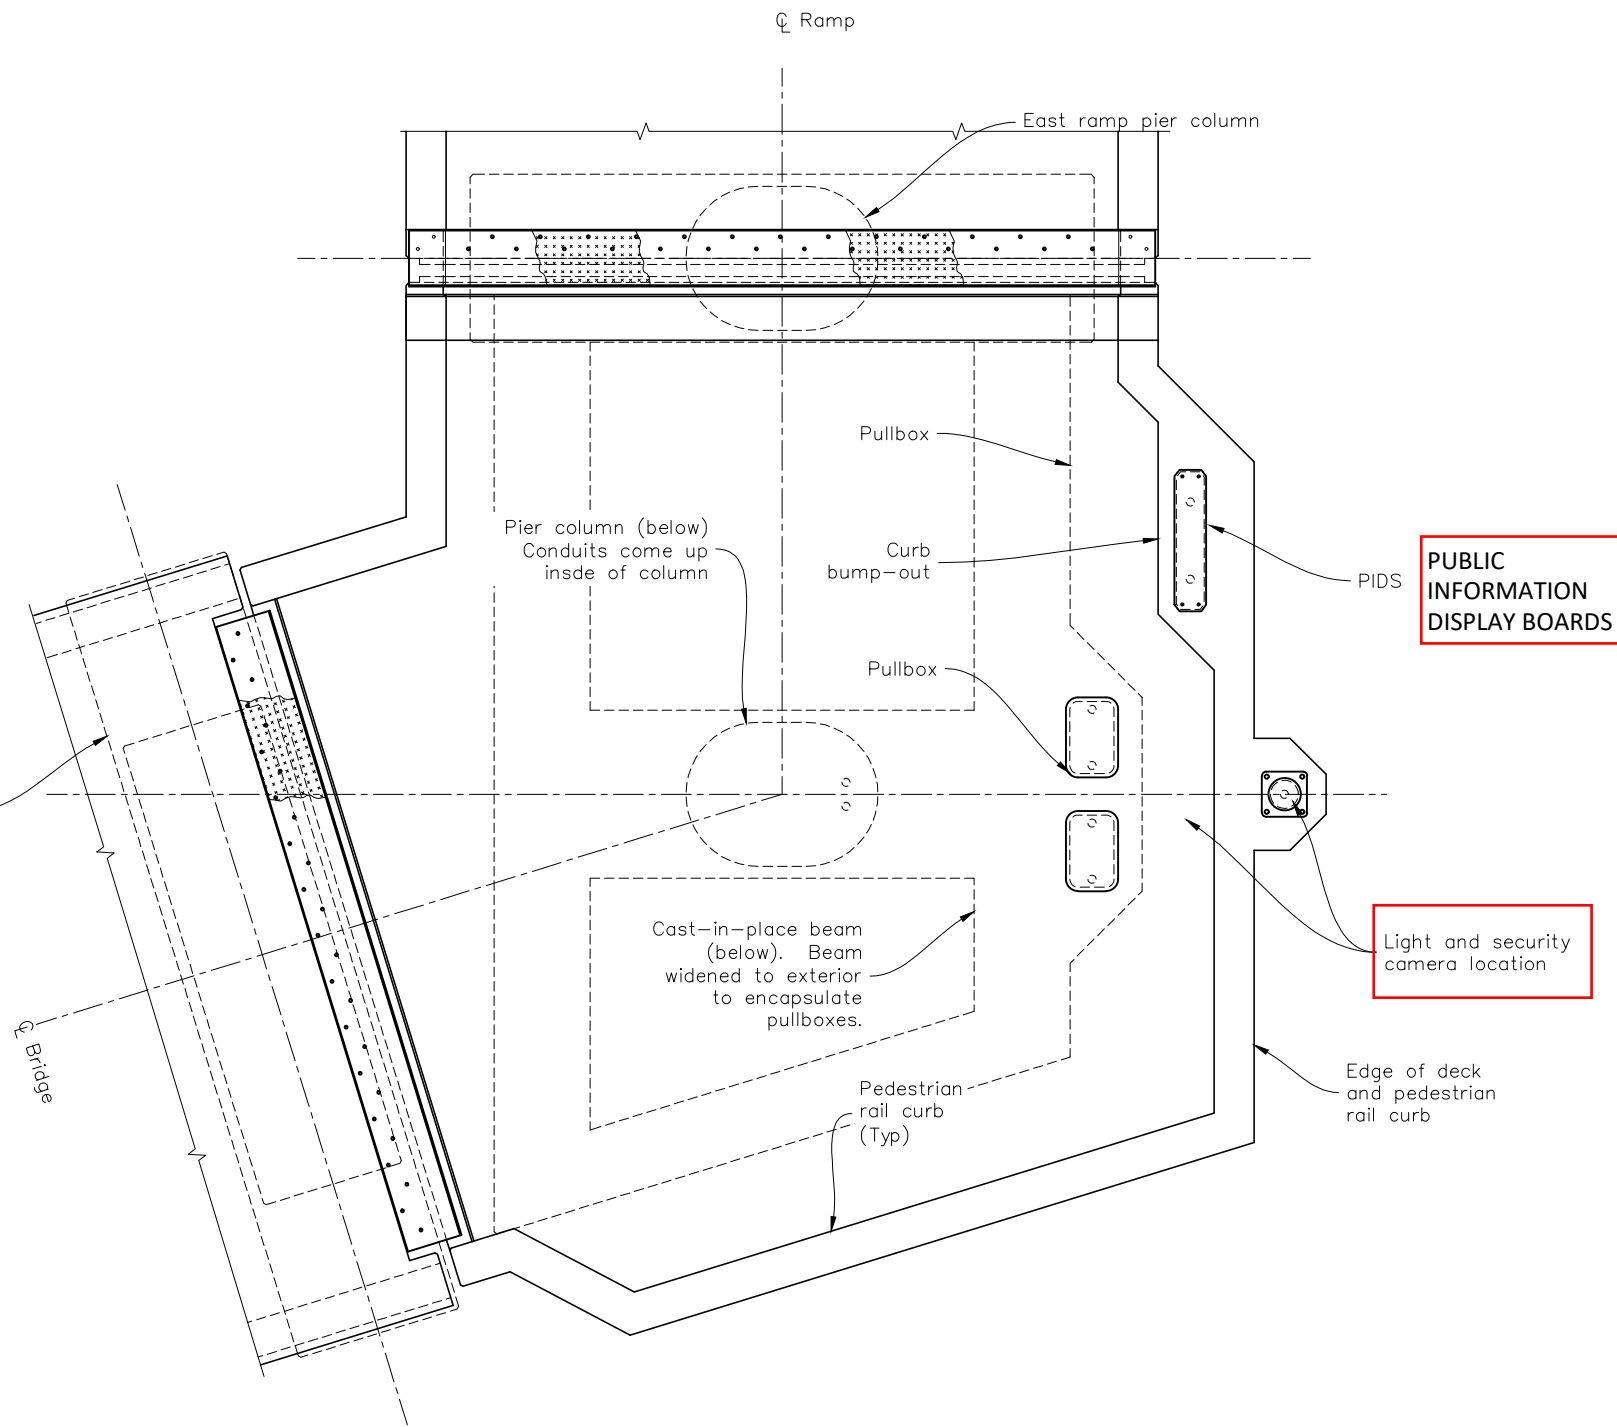 ℄ Ramp
East ramp pier column
Pullbox
Pier column (below)
Conduits come up
insde of column
Curb
bump-out
PIDS
PUBLIC
INFORMATION
DISPLAY BOARDS
Pullbox
Cast-in-place beam
(below). Beam
widened to exterior
to encapsulate
pullboxes.
Light and security
camera location
℄ Bridge
Pedestrian
rail curb
(Typ)
Edge of deck
and pedestrian
rail curb